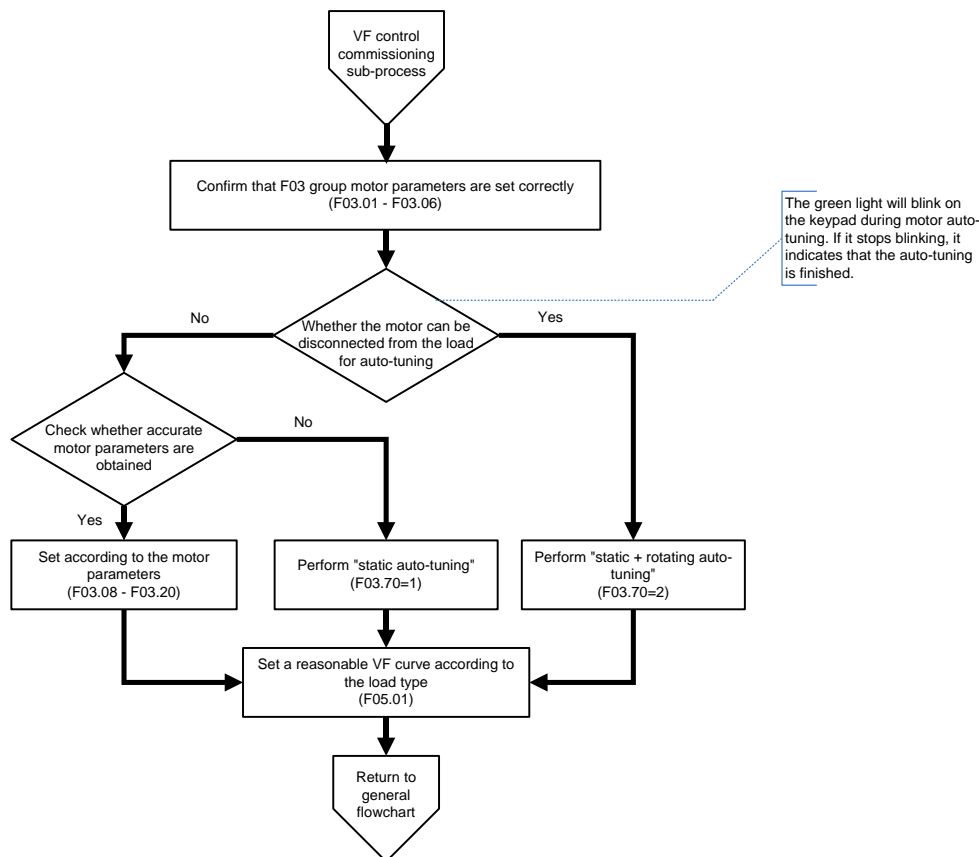 VF control
commissioning
sub-process
Confirm that F03 group motor parameters are set correctly
(F03.01 - F03.06)
The green light will blink on
the keypad during motor auto-
tuning. If it stops blinking, it
indicates that the auto-tuning
is finished.
No
Whether the motor can be
disconnected from the load
for auto-tuning
Yes
Check whether accurate
motor parameters are
obtained
No
Yes
Set according to the motor
parameters
(F03.08 - F03.20)
Perform "static auto-tuning"
(F03.70=1)
Perform "static + rotating auto-
tuning"
(F03.70=2)
Set a reasonable VF curve according to
the load type
(F05.01)
Return to
general
flowchart